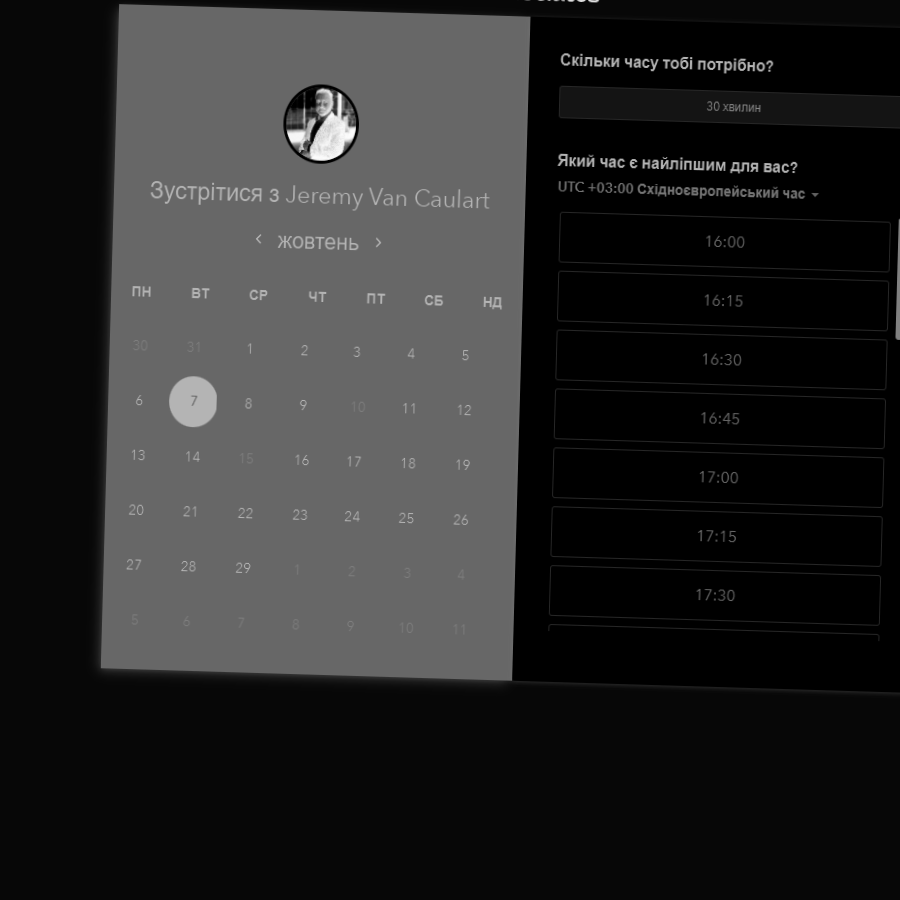 Зустрітися з Jeremy Van Caulart
‹ жовтень ›
ПН ВТ СР ЧТ ПТ СБ НД
30 31 1 2 3 4 5
6 7 8 9 10 11 12
13 14 15 16 17 18 19
20 21 22 23 24 25 26
27 28 29 1 2 3 4
5 6 7 8 9 10 11
Скільки часу тобі потрібно?
30 хвилин
Який час є найліпшим для вас?
UTC +03:00 Східноєвропейський час
16:00
16:15
16:30
16:45
17:00
17:15
17:30